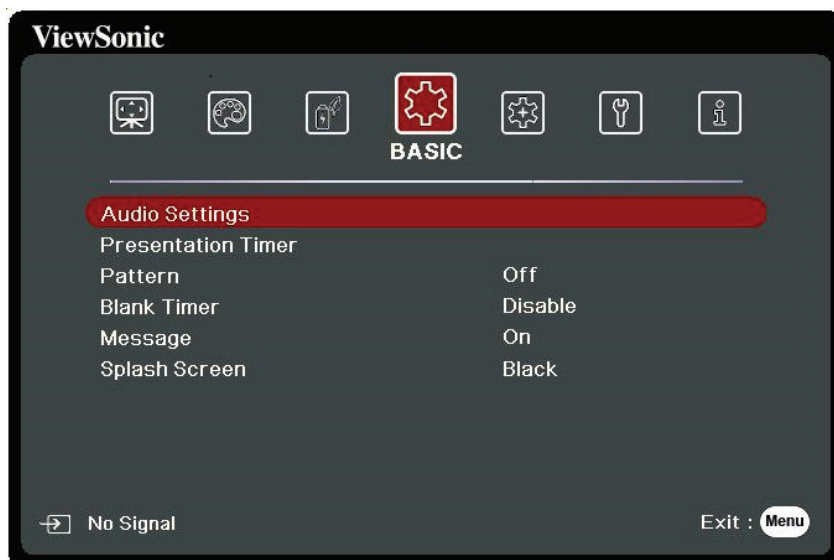 ViewSonic
BASIC
Audio Settings
Presentation Timer
Pattern Off
Blank Timer Disable
Message On
Splash Screen Black
No Signal Exit : Menu